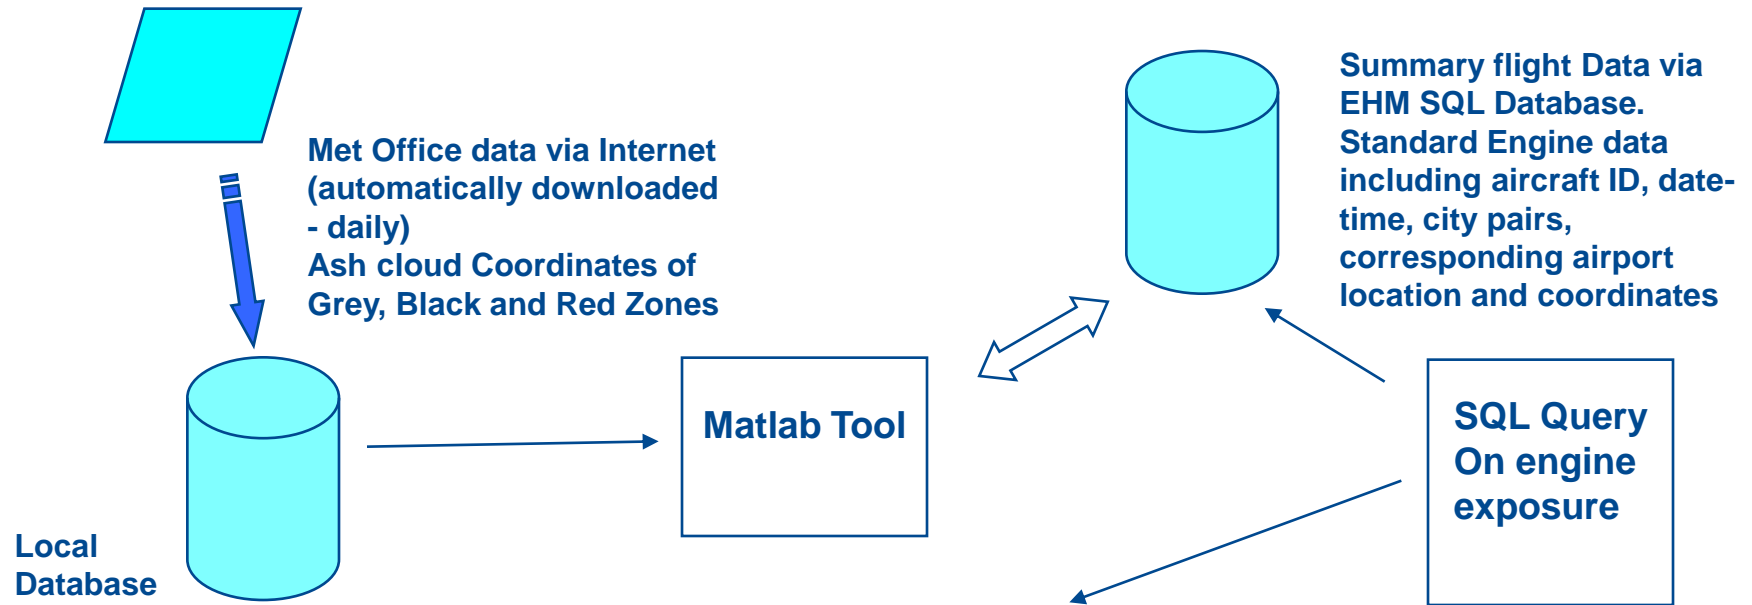 Met Office data via Internet
(automatically downloaded
- daily)
Ash cloud Coordinates of
Grey, Black and Red Zones
Summary flight Data via
EHM SQL Database.
Standard Engine data
including aircraft ID, date-
time, city pairs,
corresponding airport
location and coordinates
Matlab Tool
SQL Query
On engine
exposure
Local
Database